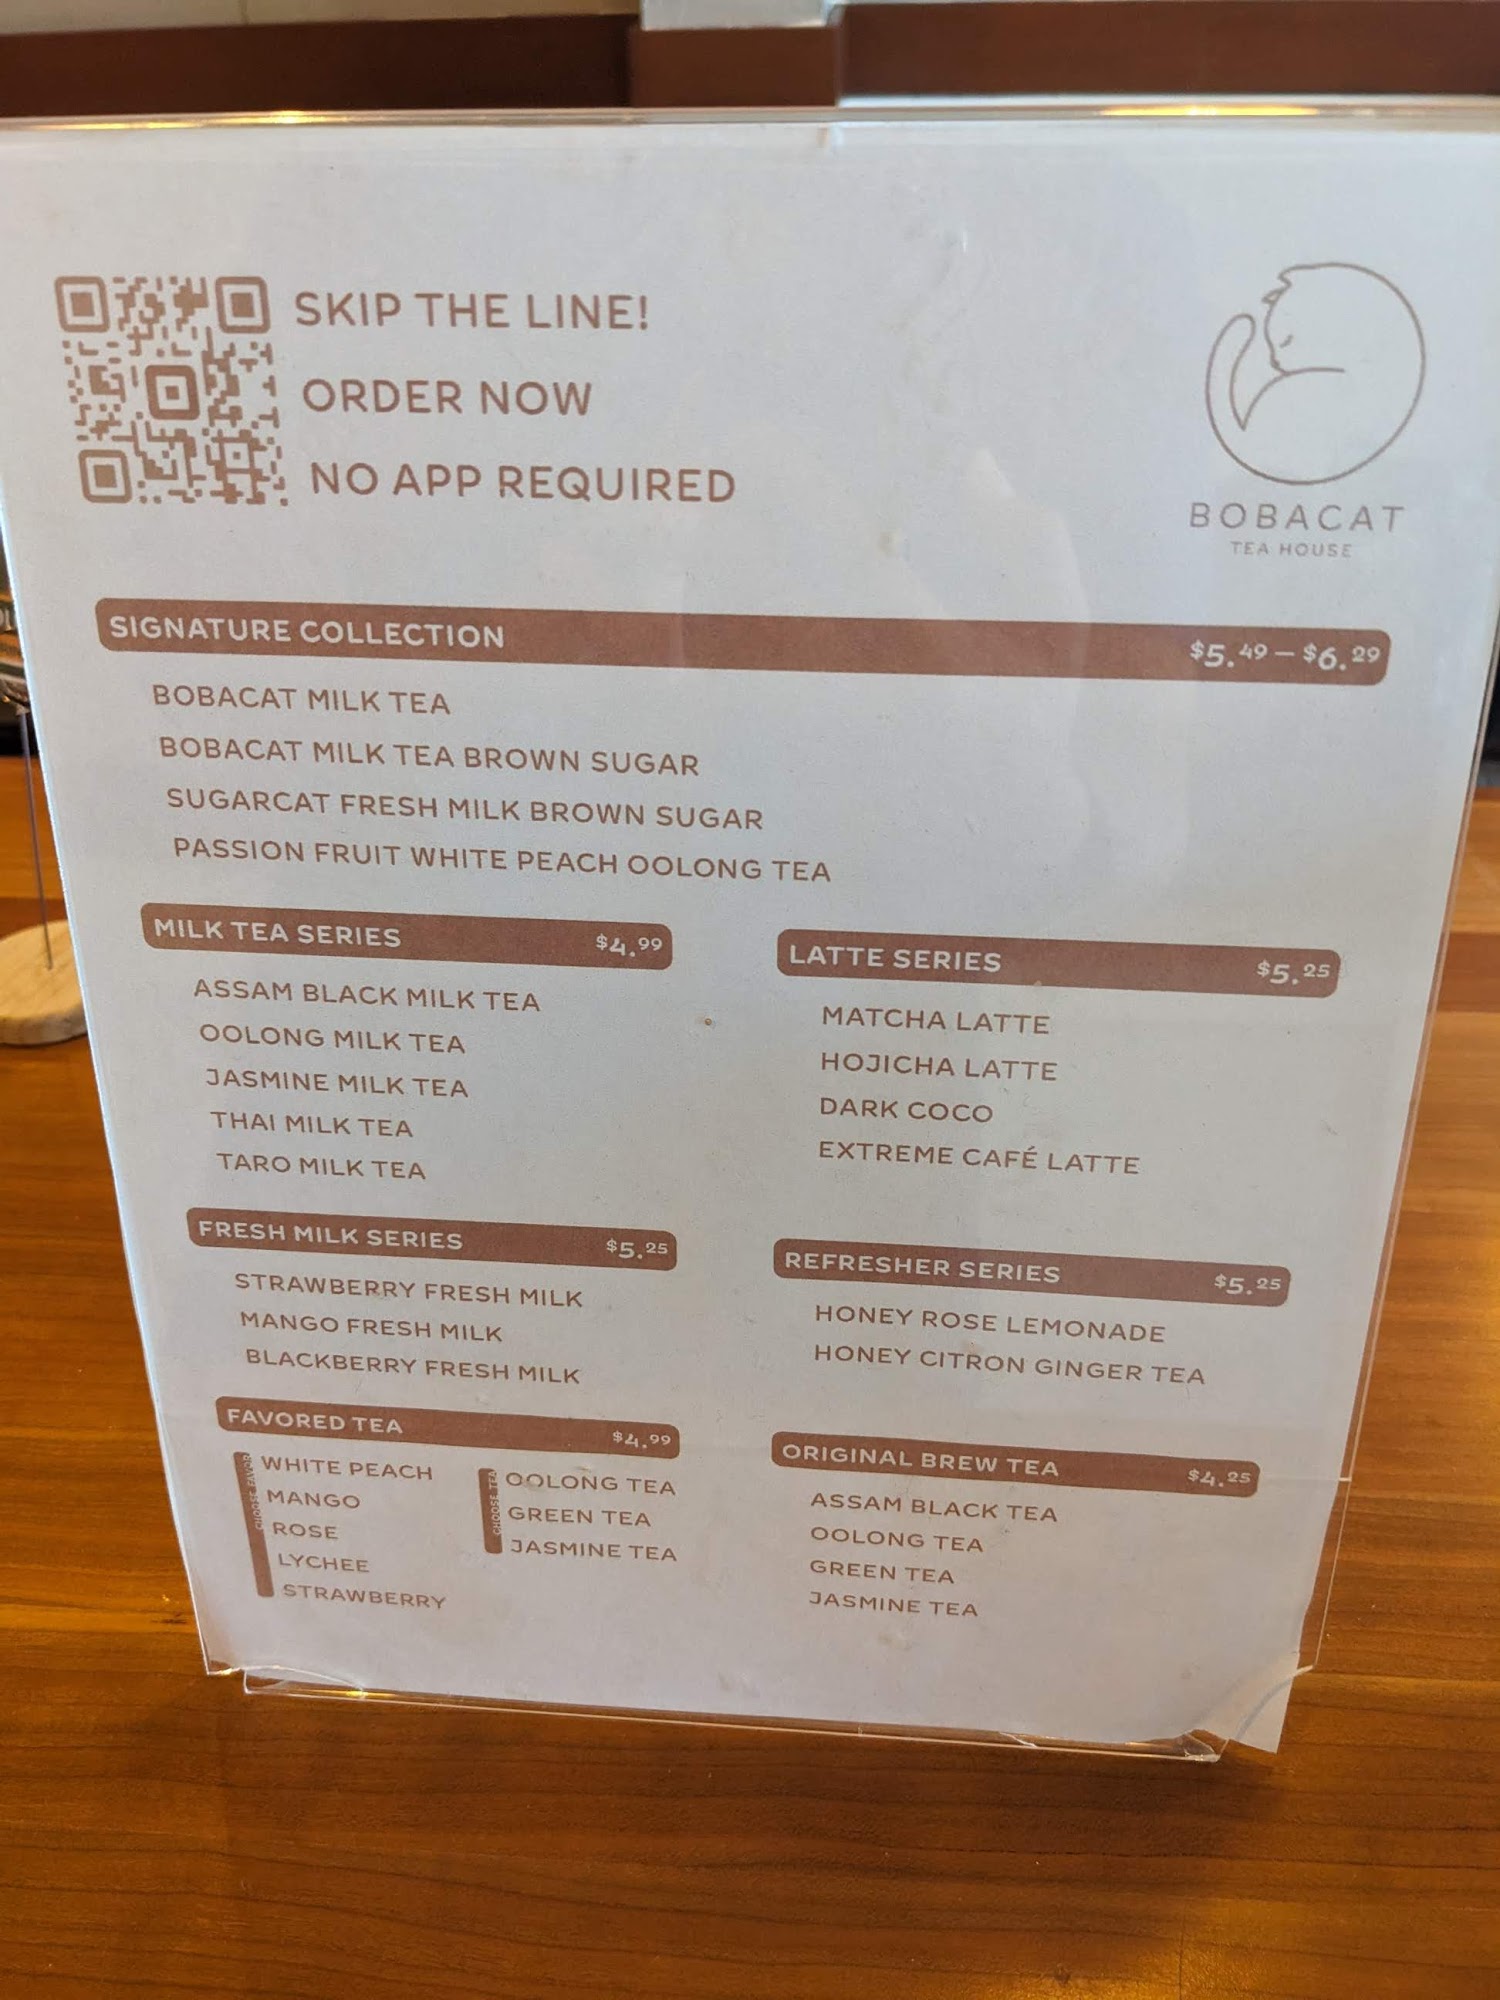 SKIP THE LINE!
ORDER NOW
NO APP REQUIRED
BOBACAT
TEA HOUSE
SIGNATURE COLLECTION $5.49 – $6.29
BOBACAT MILK TEA
BOBACAT MILK TEA BROWN SUGAR
SUGARCAT FRESH MILK BROWN SUGAR
PASSION FRUIT WHITE PEACH OOLONG TEA
MILK TEA SERIES $4.99
ASSAM BLACK MILK TEA
OOLONG MILK TEA
JASMINE MILK TEA
THAI MILK TEA
TARO MILK TEA
LATTE SERIES $5.25
MATCHA LATTE
HOJICHA LATTE
DARK COCO
EXTREME CAFÉ LATTE
FRESH MILK SERIES $5.25
STRAWBERRY FRESH MILK
MANGO FRESH MILK
BLACKBERRY FRESH MILK
REFRESHER SERIES $5.25
HONEY ROSE LEMONADE
HONEY CITRON GINGER TEA
FAVORED TEA $4.99
CHOOSE FAVOR
WHITE PEACH
MANGO
ROSE
LYCHEE
STRAWBERRY
CHOOSE TEA
OOLONG TEA
GREEN TEA
JASMINE TEA
ORIGINAL BREW TEA $4.25
ASSAM BLACK TEA
OOLONG TEA
GREEN TEA
JASMINE TEA